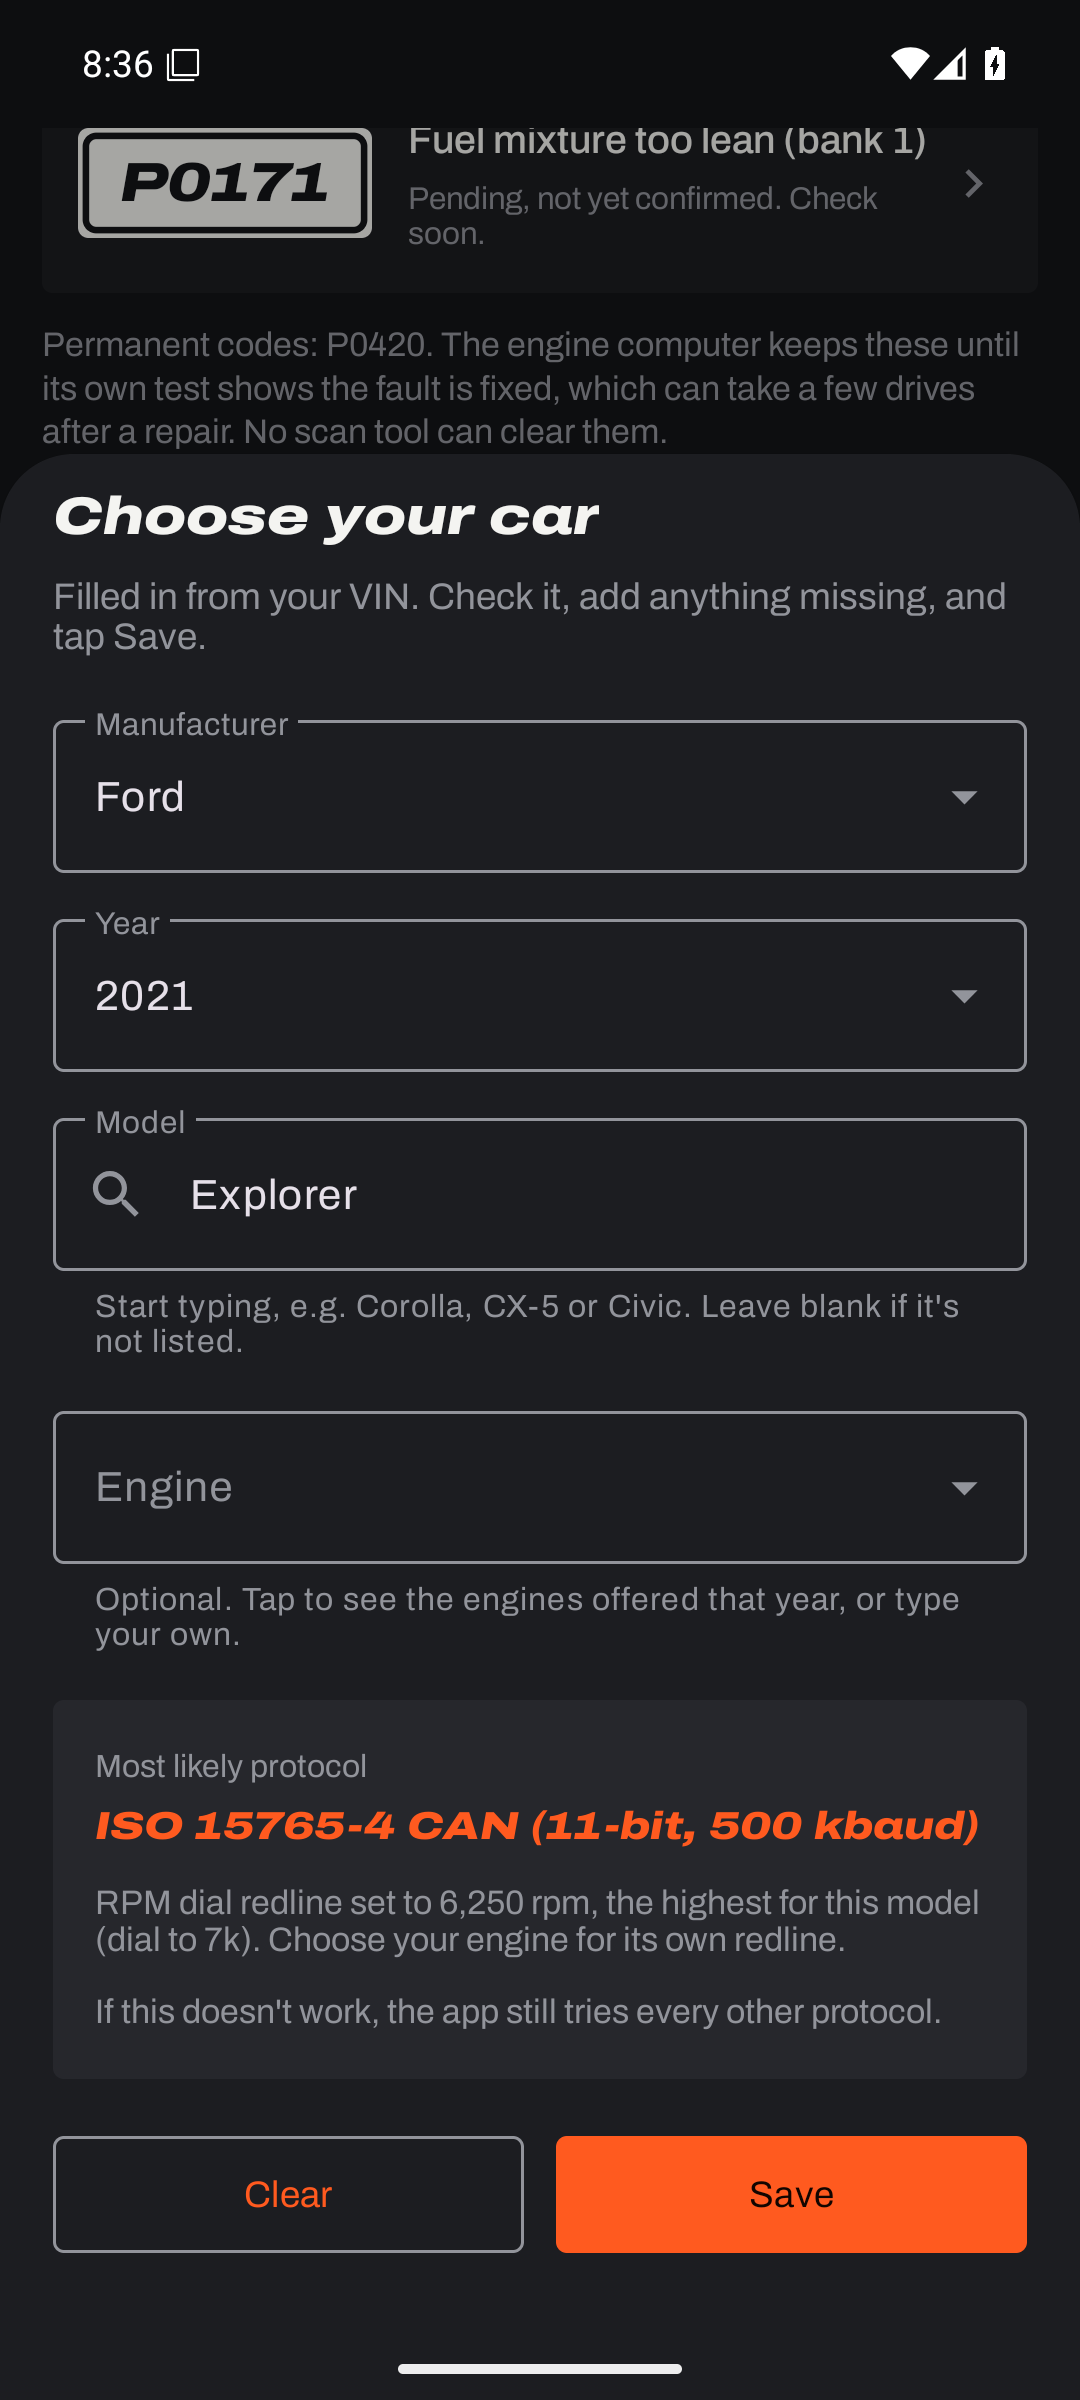 8:36
P0171
Fuel mixture too lean (bank 1)
Pending, not yet confirmed. Check
soon.
Permanent codes: P0420. The engine computer keeps these until
its own test shows the fault is fixed, which can take a few drives
after a repair. No scan tool can clear them.
Choose your car
Filled in from your VIN. Check it, add anything missing, and
tap Save.
Manufacturer
Ford
Year
2021
Model
Explorer
Start typing, e.g. Corolla, CX-5 or Civic. Leave blank if it's
not listed.
Engine
Optional. Tap to see the engines offered that year, or type
your own.
Most likely protocol
ISO 15765-4 CAN (11-bit, 500 kbaud)
RPM dial redline set to 6,250 rpm, the highest for this model
(dial to 7k). Choose your engine for its own redline.
If this doesn't work, the app still tries every other protocol.
Clear
Save